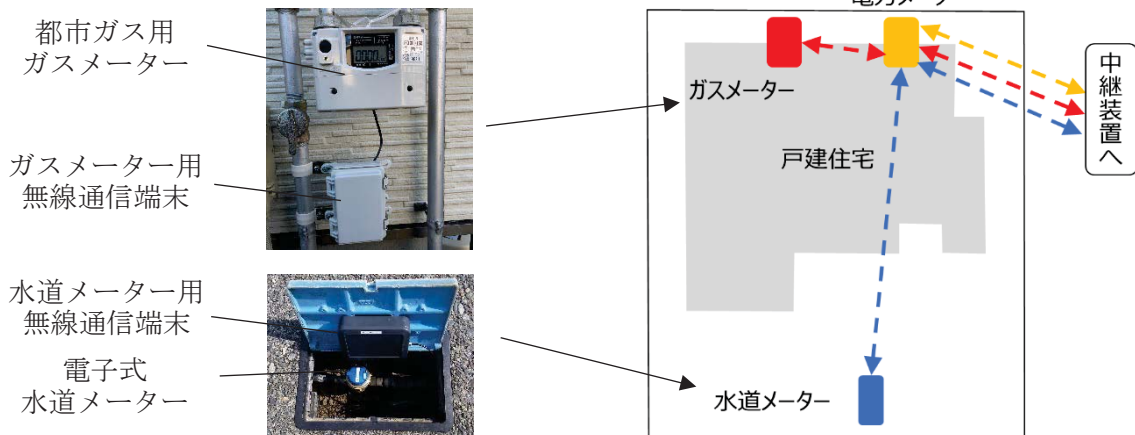 都市ガス用
ガスメーター
ガスメーター用
無線通信端末
水道メーター用
無線通信端末
電子式
水道メーター
ガスメーター
戸建住宅
水道メーター
中継装置へ